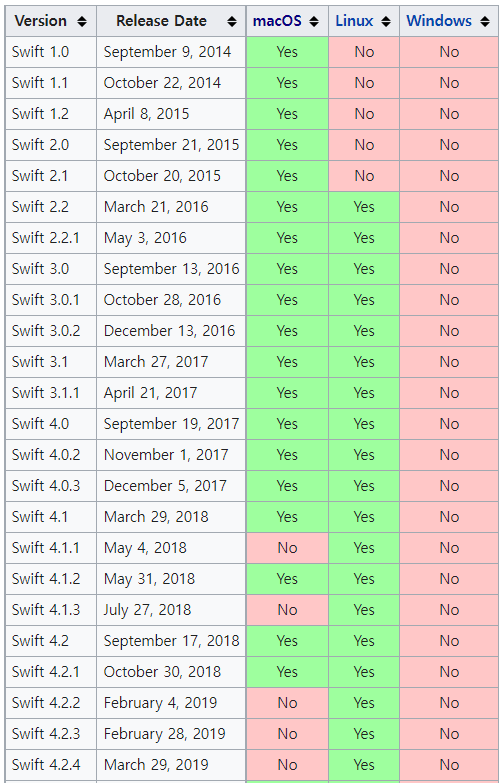 Version Release Date macOS Linux Windows
Swift 1.0 September 9, 2014 Yes No No
Swift 1.1 October 22, 2014 Yes No No
Swift 1.2 April 8, 2015 Yes No No
Swift 2.0 September 21, 2015 Yes No No
Swift 2.1 October 20, 2015 Yes No No
Swift 2.2 March 21, 2016 Yes Yes No
Swift 2.2.1 May 3, 2016 Yes Yes No
Swift 3.0 September 13, 2016 Yes Yes No
Swift 3.0.1 October 28, 2016 Yes Yes No
Swift 3.0.2 December 13, 2016 Yes Yes No
Swift 3.1 March 27, 2017 Yes Yes No
Swift 3.1.1 April 21, 2017 Yes Yes No
Swift 4.0 September 19, 2017 Yes Yes No
Swift 4.0.2 November 1, 2017 Yes Yes No
Swift 4.0.3 December 5, 2017 Yes Yes No
Swift 4.1 March 29, 2018 Yes Yes No
Swift 4.1.1 May 4, 2018 No Yes No
Swift 4.1.2 May 31, 2018 Yes Yes No
Swift 4.1.3 July 27, 2018 No Yes No
Swift 4.2 September 17, 2018 Yes Yes No
Swift 4.2.1 October 30, 2018 Yes Yes No
Swift 4.2.2 February 4, 2019 No Yes No
Swift 4.2.3 February 28, 2019 No Yes No
Swift 4.2.4 March 29, 2019 No Yes No